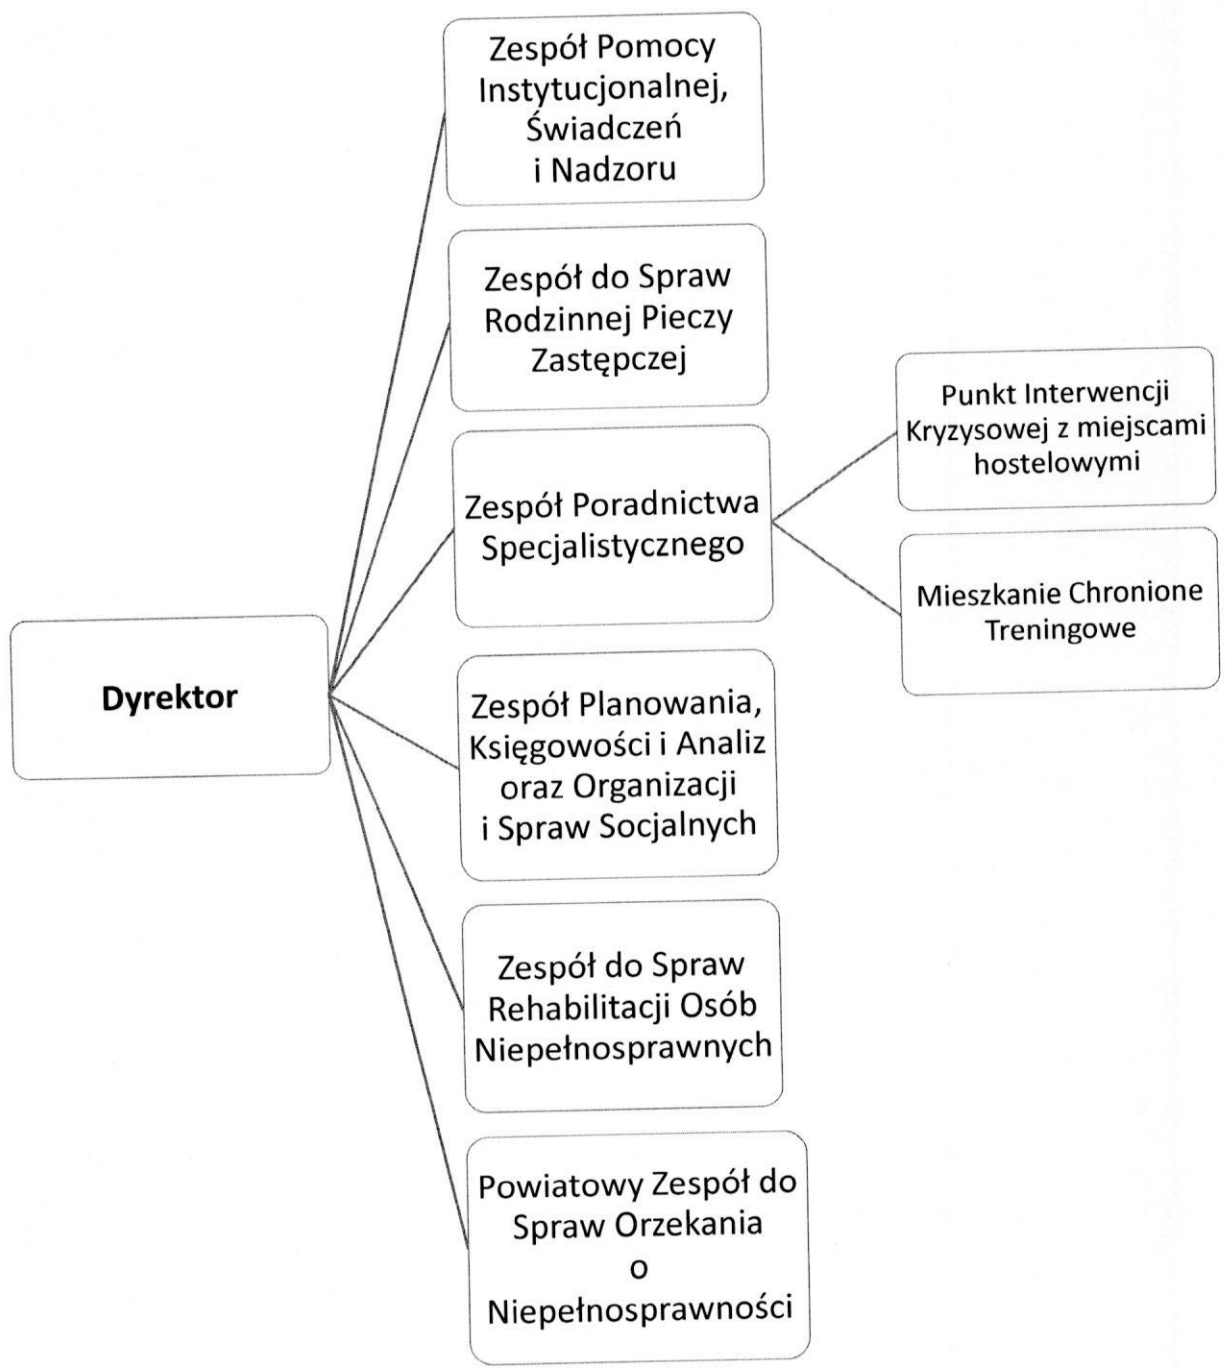 Zespół Pomocy
Instytucjonalnej,
Świadczeń
i Nadzoru
Zespół do Spraw
Rodzinnej Pieczy
Zastępczej
Zespół Poradnictwa
Specjalistycznego
Punkt Interwencji
Kryzysowej z miejscami
hostelowymi
Mieszkanie Chronione
Treningowe
Dyrektor
Zespół Planowania,
Księgowości i Analiz
oraz Organizacji
i Spraw Socjalnych
Zespół do Spraw
Rehabilitacji Osób
Niepełnosprawnych
Powiatowy Zespół do
Spraw Orzekania
o
Niepełnosprawności